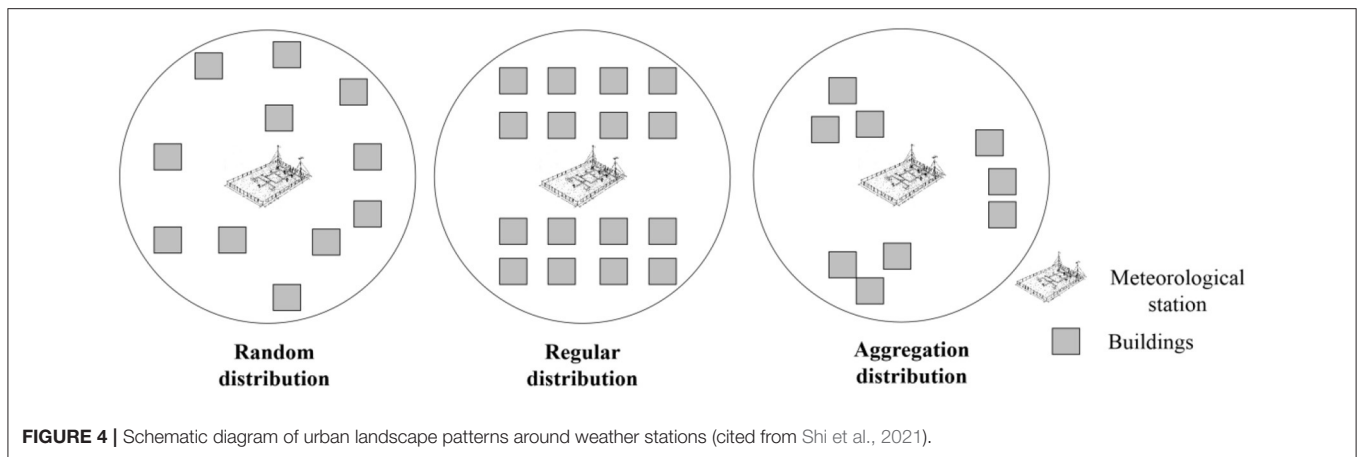 Random
distribution
Regular
distribution
Aggregation
distribution
Meteorological
station
Buildings
FIGURE 4 | Schematic diagram of urban landscape patterns around weather stations (cited from Shi et al., 2021).